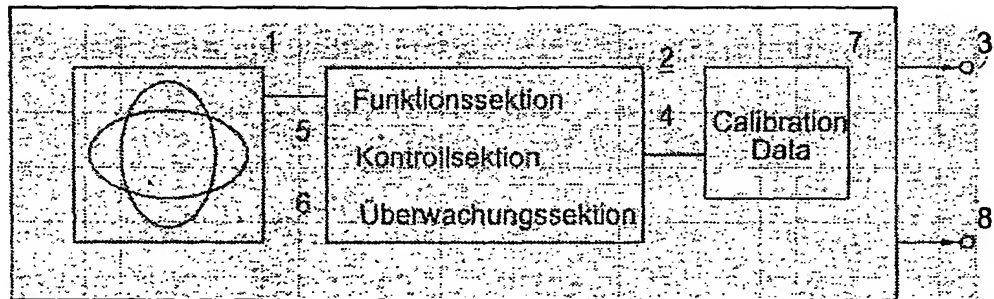 1
2
7
3
Funktionssektion
4
Calibration
Data
5
Kontrollsektion
6
Überwachungssektion
8